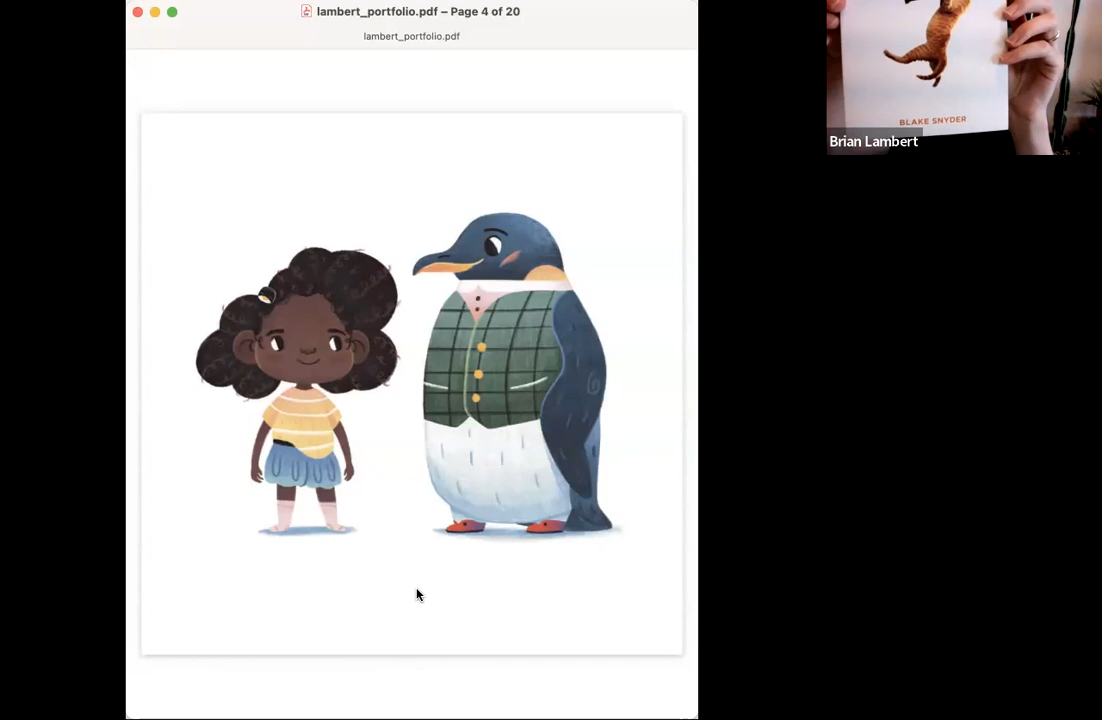 lambert_portfolio.pdf – Page 4 of 20
lambert_portfolio.pdf
BLAKE SNYDER
Brian Lambert